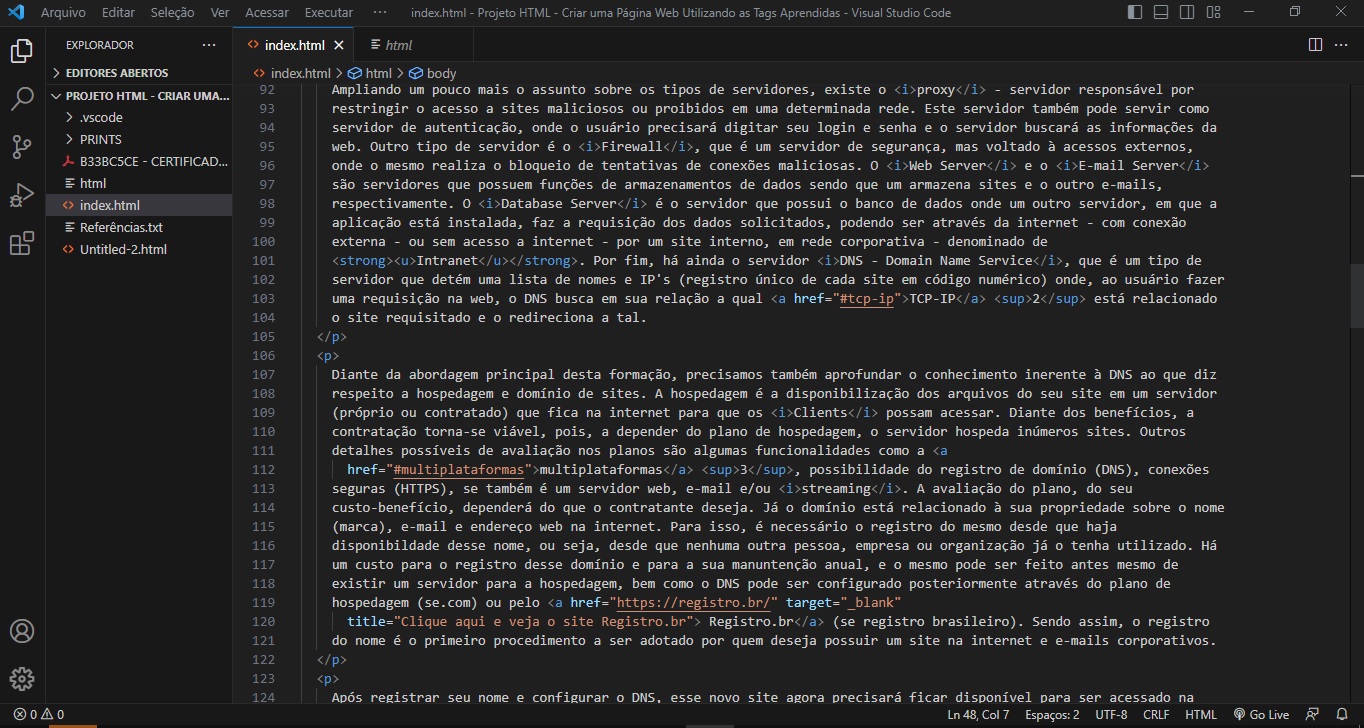 Arquivo Editar Seleção Ver Acessar Executar ··· index.html - Projeto HTML - Criar uma Página Web Utilizando as Tags Aprendidas - Visual Studio Code
EXPLORADOR ···
EDITORES ABERTOS
PROJETO HTML - CRIAR UMA...
.vscode
PRINTS
B33BC5CE - CERTIFICAD...
html
index.html
Referências.txt
Untitled-2.html
index.html html
index.html > html > body
92 Ampliando um pouco mais o assunto sobre os tipos de servidores, existe o <i>proxy</i> - servidor responsável por
93 restringir o acesso a sites maliciosos ou proibidos em uma determinada rede. Este servidor também pode servir como
94 servidor de autenticação, onde o usuário precisará digitar seu login e senha e o servidor buscará as informações da
95 web. Outro tipo de servidor é o <i>Firewall</i>, que é um servidor de segurança, mas voltado à acessos externos,
96 onde o mesmo realiza o bloqueio de tentativas de conexões maliciosas. O <i>Web Server</i> e o <i>E-mail Server</i>
97 são servidores que possuem funções de armazenamentos de dados sendo que um armazena sites e o outro e-mails,
98 respectivamente. O <i>Database Server</i> é o servidor que possui o banco de dados onde um outro servidor, em que a
99 aplicação está instalada, faz a requisição dos dados solicitados, podendo ser através da internet - com conexão
100 externa - ou sem acesso a internet - por um site interno, em rede corporativa - denominado de
101 <strong><u>Intranet</u></strong>. Por fim, há ainda o servidor <i>DNS - Domain Name Service</i>, que é um tipo de
102 servidor que detém uma lista de nomes e IP's (registro único de cada site em código numérico) onde, ao usuário fazer
103 uma requisição na web, o DNS busca em sua relação a qual <a href="#tcp-ip">TCP-IP</a> <sup>2</sup> está relacionado
104 o site requisitado e o redireciona a tal.
105 </p>
106 <p>
107 Diante da abordagem principal desta formação, precisamos também aprofundar o conhecimento inerente à DNS ao que diz
108 respeito a hospedagem e domínio de sites. A hospedagem é a disponibilização dos arquivos do seu site em um servidor
109 (próprio ou contratado) que fica na internet para que os <i>Clients</i> possam acessar. Diante dos benefícios, a
110 contratação torna-se viável, pois, a depender do plano de hospedagem, o servidor hospeda inúmeros sites. Outros
111 detalhes possíveis de avaliação nos planos são algumas funcionalidades como a <a
112 href="#multiplataformas">multiplataformas</a> <sup>3</sup>, possibilidade do registro de domínio (DNS), conexões
113 seguras (HTTPS), se também é um servidor web, e-mail e/ou <i>streaming</i>. A avaliação do plano, do seu
114 custo-benefício, dependerá do que o contratante deseja. Já o domínio está relacionado à sua propriedade sobre o nome
115 (marca), e-mail e endereço web na internet. Para isso, é necessário o registro do mesmo desde que haja
116 disponibildade desse nome, ou seja, desde que nenhuma outra pessoa, empresa ou organização já o tenha utilizado. Há
117 um custo para o registro desse domínio e para a sua manuntenção anual, e o mesmo pode ser feito antes mesmo de
118 existir um servidor para a hospedagem, bem como o DNS pode ser configurado posteriormente através do plano de
119 hospedagem (se.com) ou pelo <a href="https://registro.br/" target="_blank"
120 title="Clique aqui e veja o site Registro.br"> Registro.br</a> (se registro brasileiro). Sendo assim, o registro
121 do nome é o primeiro procedimento a ser adotado por quem deseja possuir um site na internet e e-mails corporativos.
122 </p>
123 <p>
124 Após registrar seu nome e configurar o DNS, esse novo site agora precisará ficar disponível para ser acessado na
0 0 Ln 48, Col 7 Espaços: 2 UTF-8 CRLF HTML Go Live